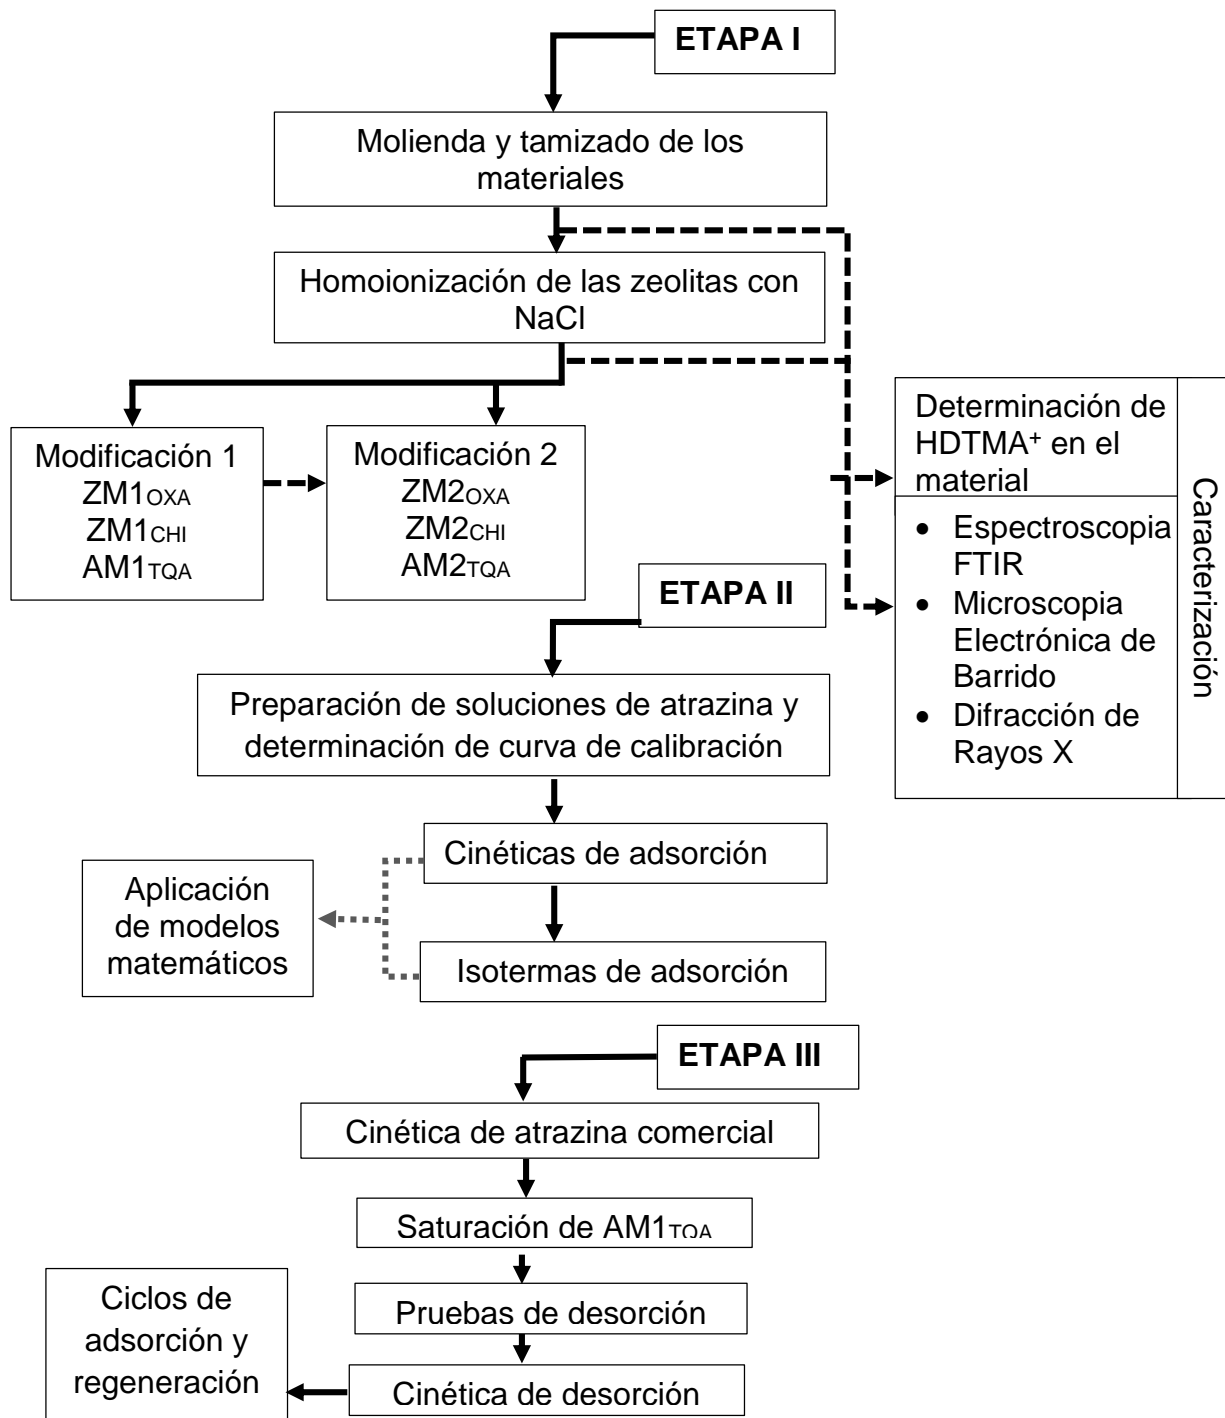 ETAPA I
Molienda y tamizado de los
materiales
Homoionización de las zeolitas con
NaCl
Modificación 1
ZM1OXA
ZM1CHI
AM1TQA
Modificación 2
ZM2OXA
ZM2CHI
AM2TQA
Determinación de
HDTMA⁺ en el
material
• Espectroscopia
FTIR
• Microscopia
Electrónica de
Barrido
• Difracción de
Rayos X
Caracterización
ETAPA II
Preparación de soluciones de atrazina y
determinación de curva de calibración
Cinéticas de adsorción
Aplicación
de modelos
matemáticos
Isotermas de adsorción
ETAPA III
Cinética de atrazina comercial
Saturación de AM1TQA
Pruebas de desorción
Cinética de desorción
Ciclos de
adsorción y
regeneración